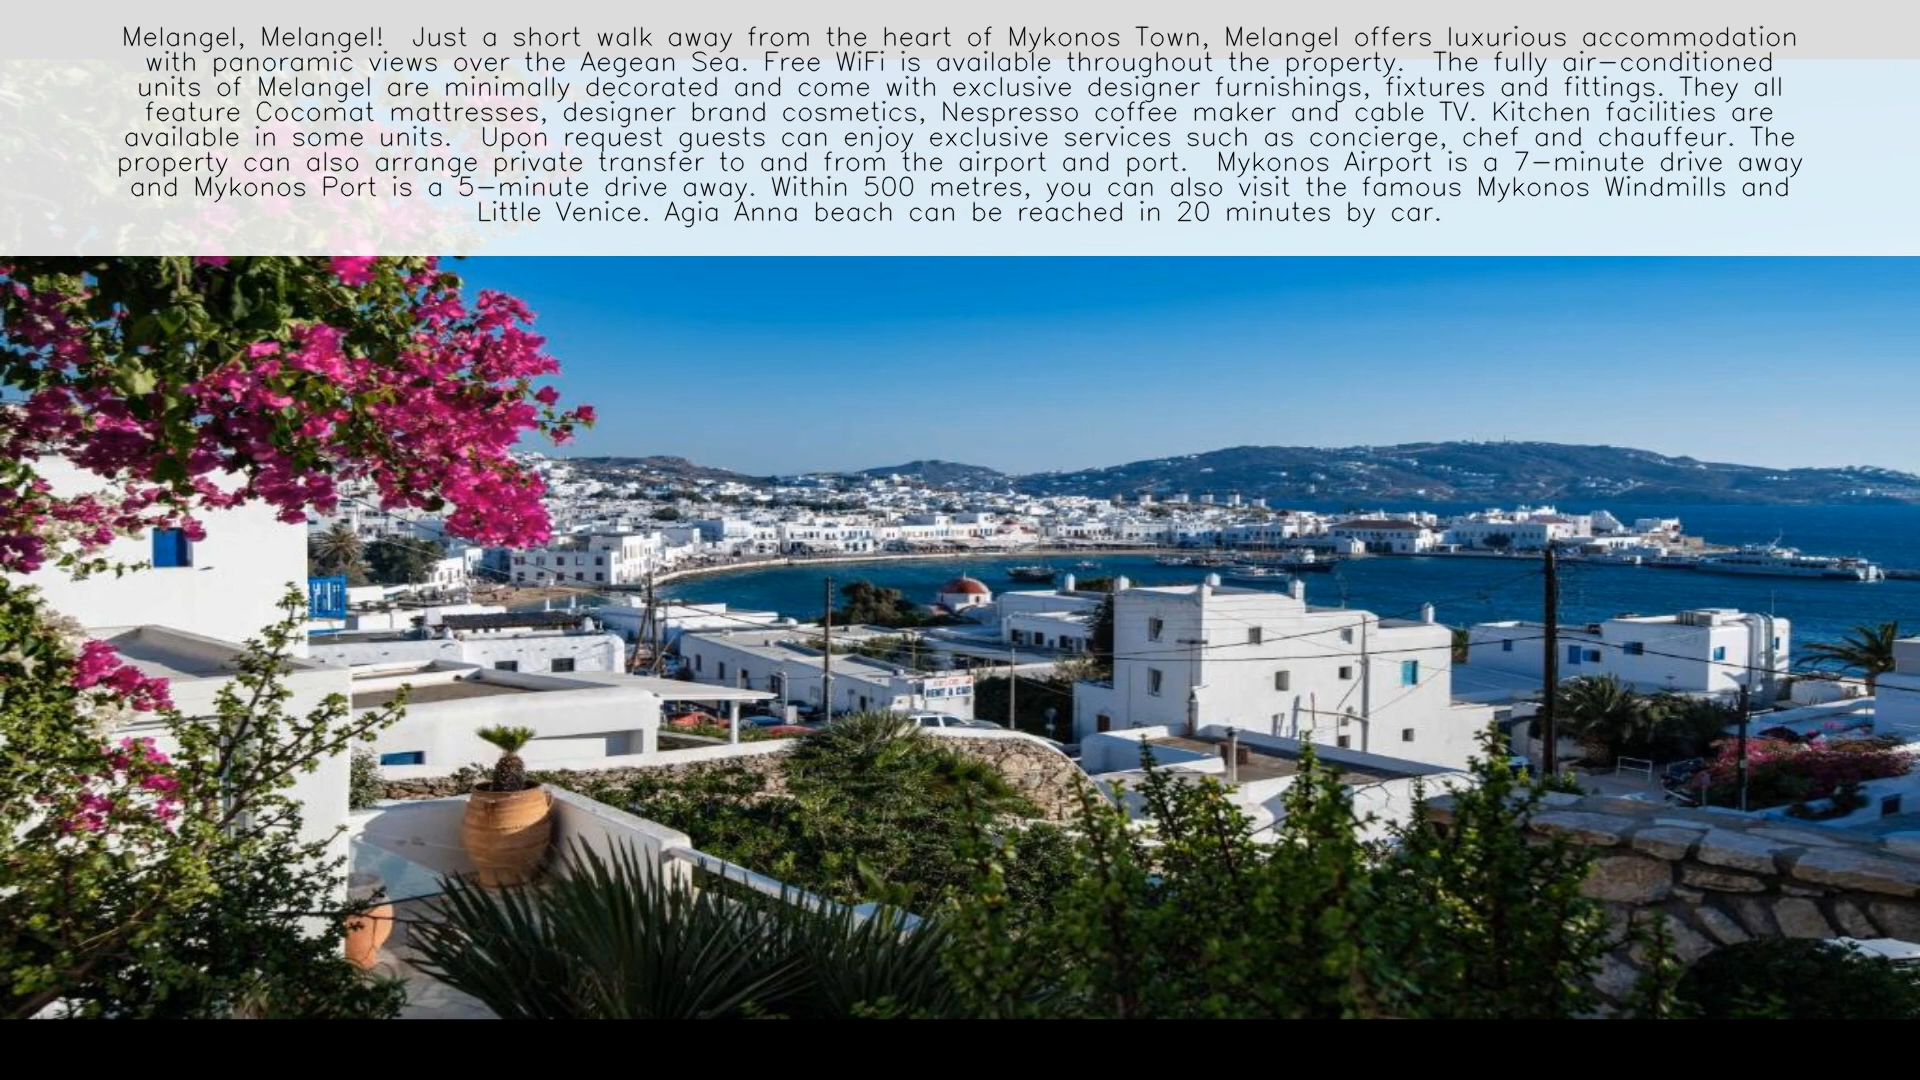 Melangel, Melangel!  Just a short walk away from the heart of Mykonos Town, Melangel offers luxurious accommodation
with panoramic views over the Aegean Sea. Free WiFi is available throughout the property.  The fully air-conditioned
units of Melangel are minimally decorated and come with exclusive designer furnishings, fixtures and fittings. They all
feature Cocomat mattresses, designer brand cosmetics, Nespresso coffee maker and cable TV. Kitchen facilities are
available in some units.  Upon request guests can enjoy exclusive services such as concierge, chef and chauffeur. The
property can also arrange private transfer to and from the airport and port.  Mykonos Airport is a 7-minute drive away
and Mykonos Port is a 5-minute drive away. Within 500 metres, you can also visit the famous Mykonos Windmills and
Little Venice. Agia Anna beach can be reached in 20 minutes by car.
RENT A CAR